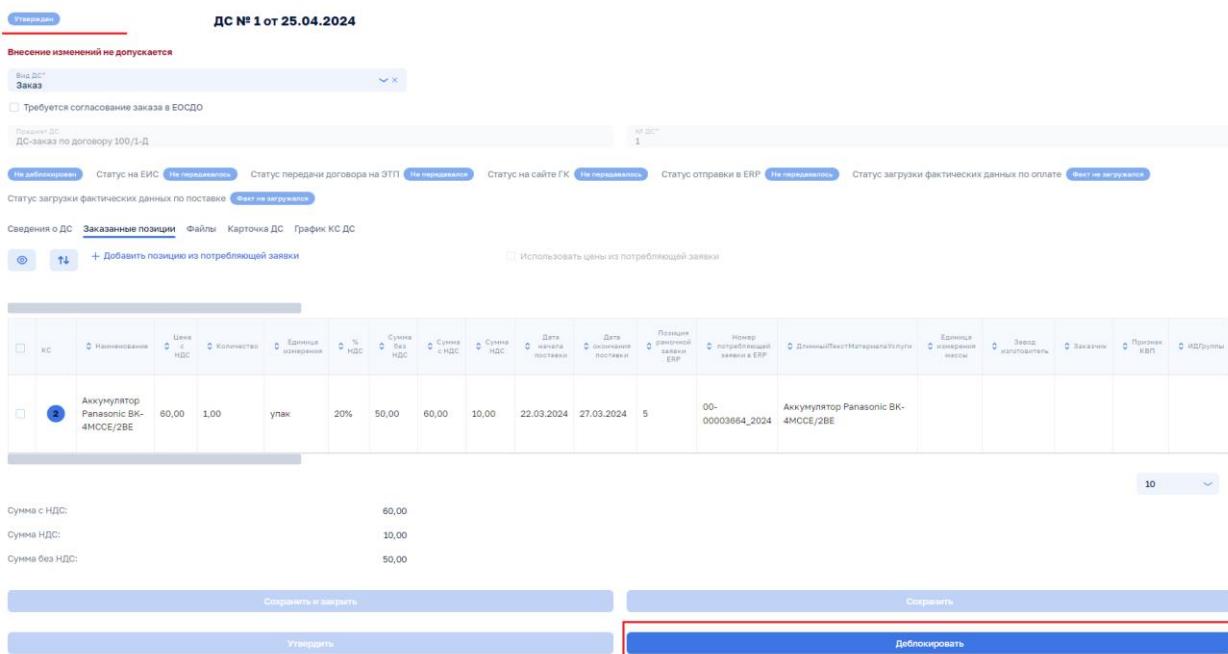 Утвержден
ДС № 1 от 25.04.2024
Внесение изменений не допускается
Вид ДС*
Заказ
Требуется согласование заказа в ЕОСДО
Предмет ДС
ДС-заказ по договору 100/1-Д
№ ДС*
1
Не деблокирован Статус на ЕИС Не передавалось Статус передачи договора на ЭТП Не передавался Статус на сайте ГК Не передавалось Статус отправки в ERP Не передавалось Статус загрузки фактических данных по оплате Факт не загружался
Статус загрузки фактических данных по поставке Факт не загружался
Сведения о ДС Заказанные позиции Файлы Карточка ДС График КС ДС
+ Добавить позицию из потребляющей заявки
Использовать цены из потребляющей заявки
КС Наименование Цена с НДС Количество Единица измерения % НДС Сумма без НДС Сумма с НДС Сумма НДС Дата начала поставки Дата окончания поставки Позиция рамочной заявки ERP Номер потребляющей заявки в ERP ДлинныйТекстМатериалаУслуги Единица измерения массы Завод изготовитель Заказчик Признак КВП ИДГруппы
2 Аккумулятор Panasonic BK-4MCCE/2BE 60,00 1,00 упак 20% 50,00 60,00 10,00 22.03.2024 27.03.2024 5 00-00003664_2024 Аккумулятор Panasonic BK-4MCCE/2BE
10
Сумма с НДС: 60,00
Сумма НДС: 10,00
Сумма без НДС: 50,00
Сохранить и закрыть Сохранить
Утвердить Деблокировать